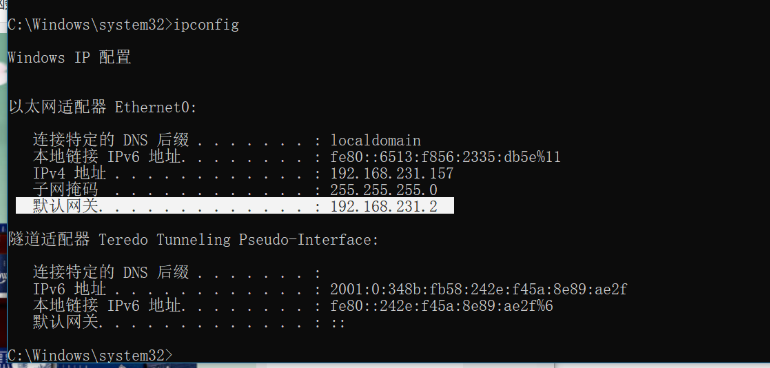 C:\Windows\system32>ipconfig
Windows IP 配置
以太网适配器 Ethernet0:
连接特定的 DNS 后缀 . . . . . . . : localdomain
本地链接 IPv6 地址. . . . . . . . : fe80::6513:f856:2335:db5e%11
IPv4 地址 . . . . . . . . . . . . : 192.168.231.157
子网掩码 . . . . . . . . . . . . : 255.255.255.0
默认网关. . . . . . . . . . . . . : 192.168.231.2
隧道适配器 Teredo Tunneling Pseudo-Interface:
连接特定的 DNS 后缀 . . . . . . . :
IPv6 地址 . . . . . . . . . . . . : 2001:0:348b:fb58:242e:f45a:8e89:ae2f
本地链接 IPv6 地址. . . . . . . . : fe80::242e:f45a:8e89:ae2f%6
默认网关. . . . . . . . . . . . . : ::
C:\Windows\system32>